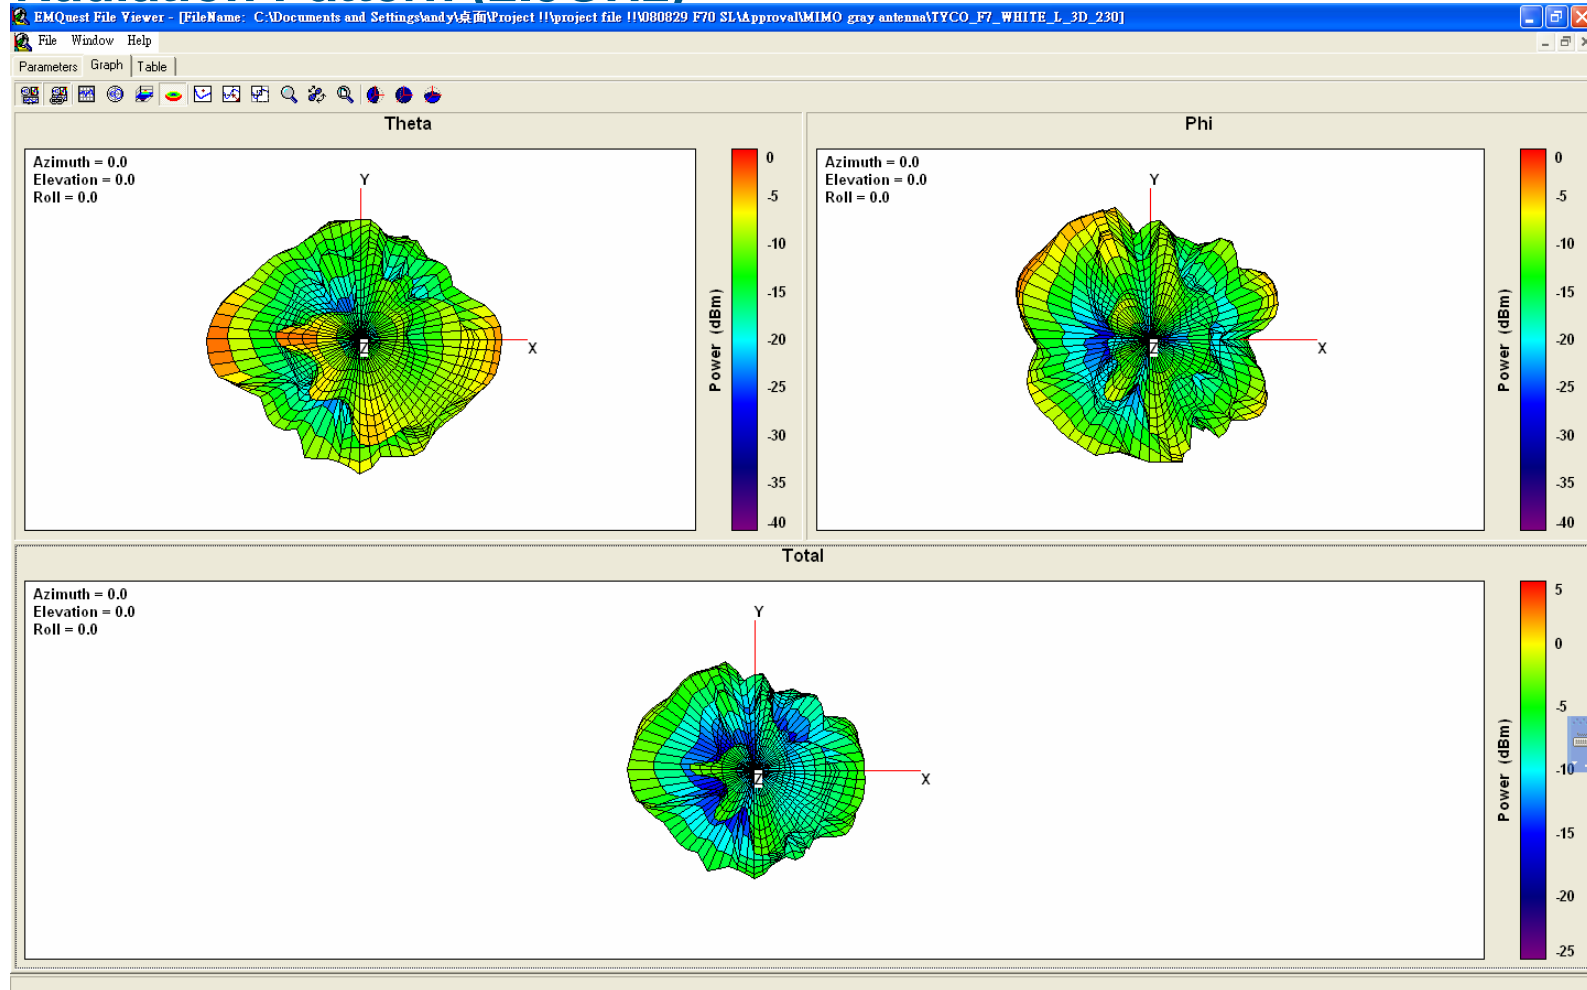 EMQuest File Viewer - [FileName: C:\Documents and Settings\andy\桌面\Project !!\project file !!\080829 F70 SL\Approval\MIMO gray antenna\TYCO_F7_WHITE_L_3D_230]
File Window Help
Parameters Graph Table
Theta
Azimuth = 0.0
Elevation = 0.0
Roll = 0.0
Y
X
Z
0
-5
-10
-15
-20
-25
-30
-35
-40
Power (dBm)
Phi
Azimuth = 0.0
Elevation = 0.0
Roll = 0.0
Y
X
Z
0
-5
-10
-15
-20
-25
-30
-35
-40
Power (dBm)
Total
Azimuth = 0.0
Elevation = 0.0
Roll = 0.0
Y
X
Z
5
0
-5
-10
-15
-20
-25
Power (dBm)